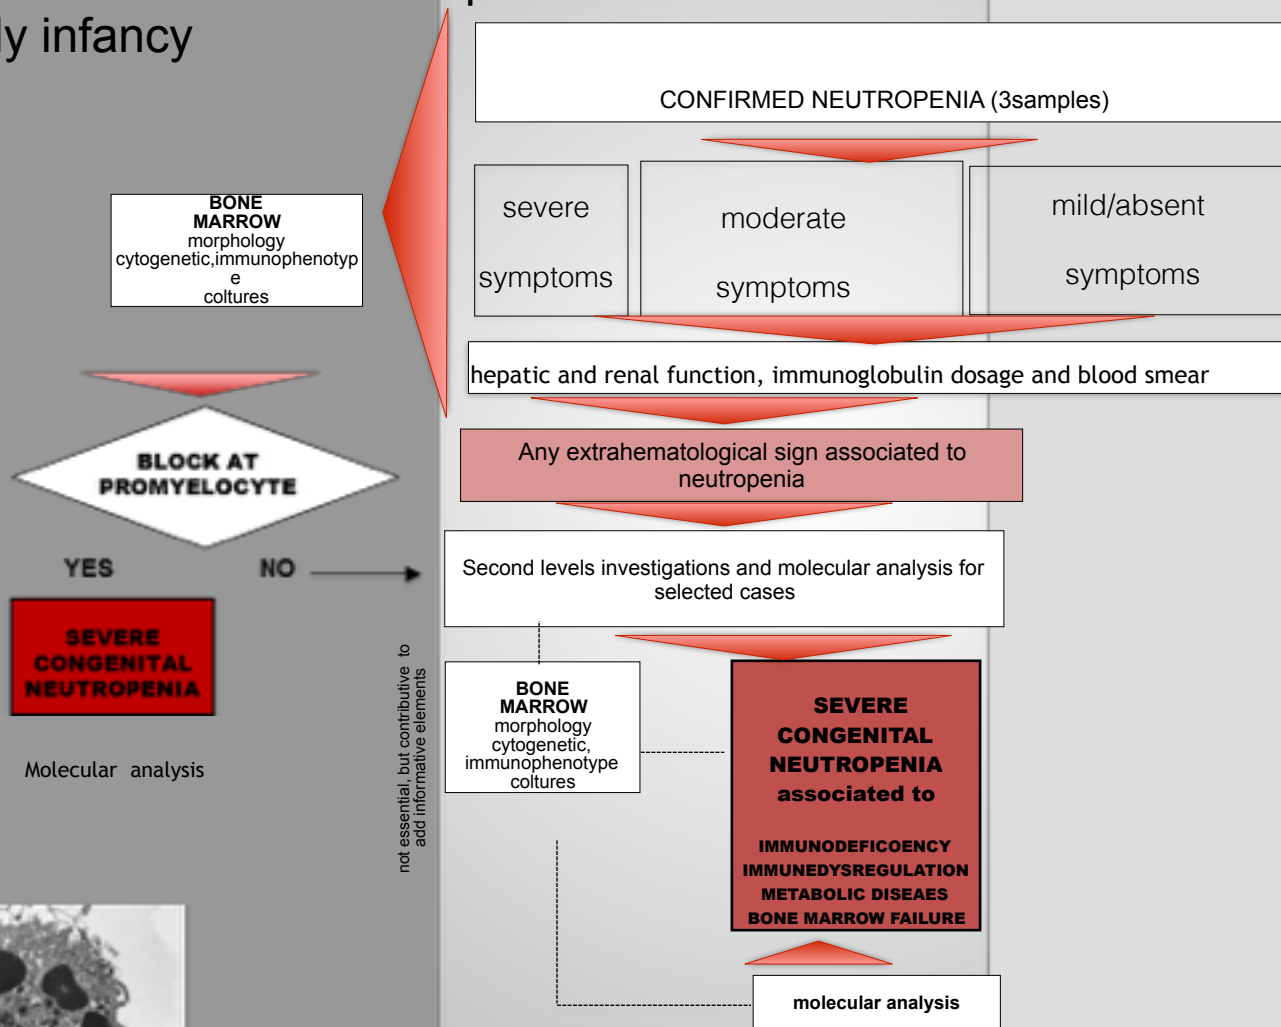 ly infancy
CONFIRMED NEUTROPENIA (3samples)
severe
symptoms
moderate
symptoms
mild/absent
symptoms
BONE
MARROW
morphology
cytogenetic,immunophenotyp
e
coltures
hepatic and renal function, immunoglobulin dosage and blood smear
Any extrahematological sign associated to
neutropenia
BLOCK AT
PROMYELOCYTE
YES
NO
Second levels investigations and molecular analysis for
selected cases
SEVERE
CONGENITAL
NEUTROPENIA
Molecular analysis
not essential, but contributive to
add informative elements
BONE
MARROW
morphology
cytogenetic,
immunophenotype
coltures
SEVERE
CONGENITAL
NEUTROPENIA
associated to
IMMUNODEFICOENCY
IMMUNEDYSREGULATION
METABOLIC DISEAES
BONE MARROW FAILURE
molecular analysis